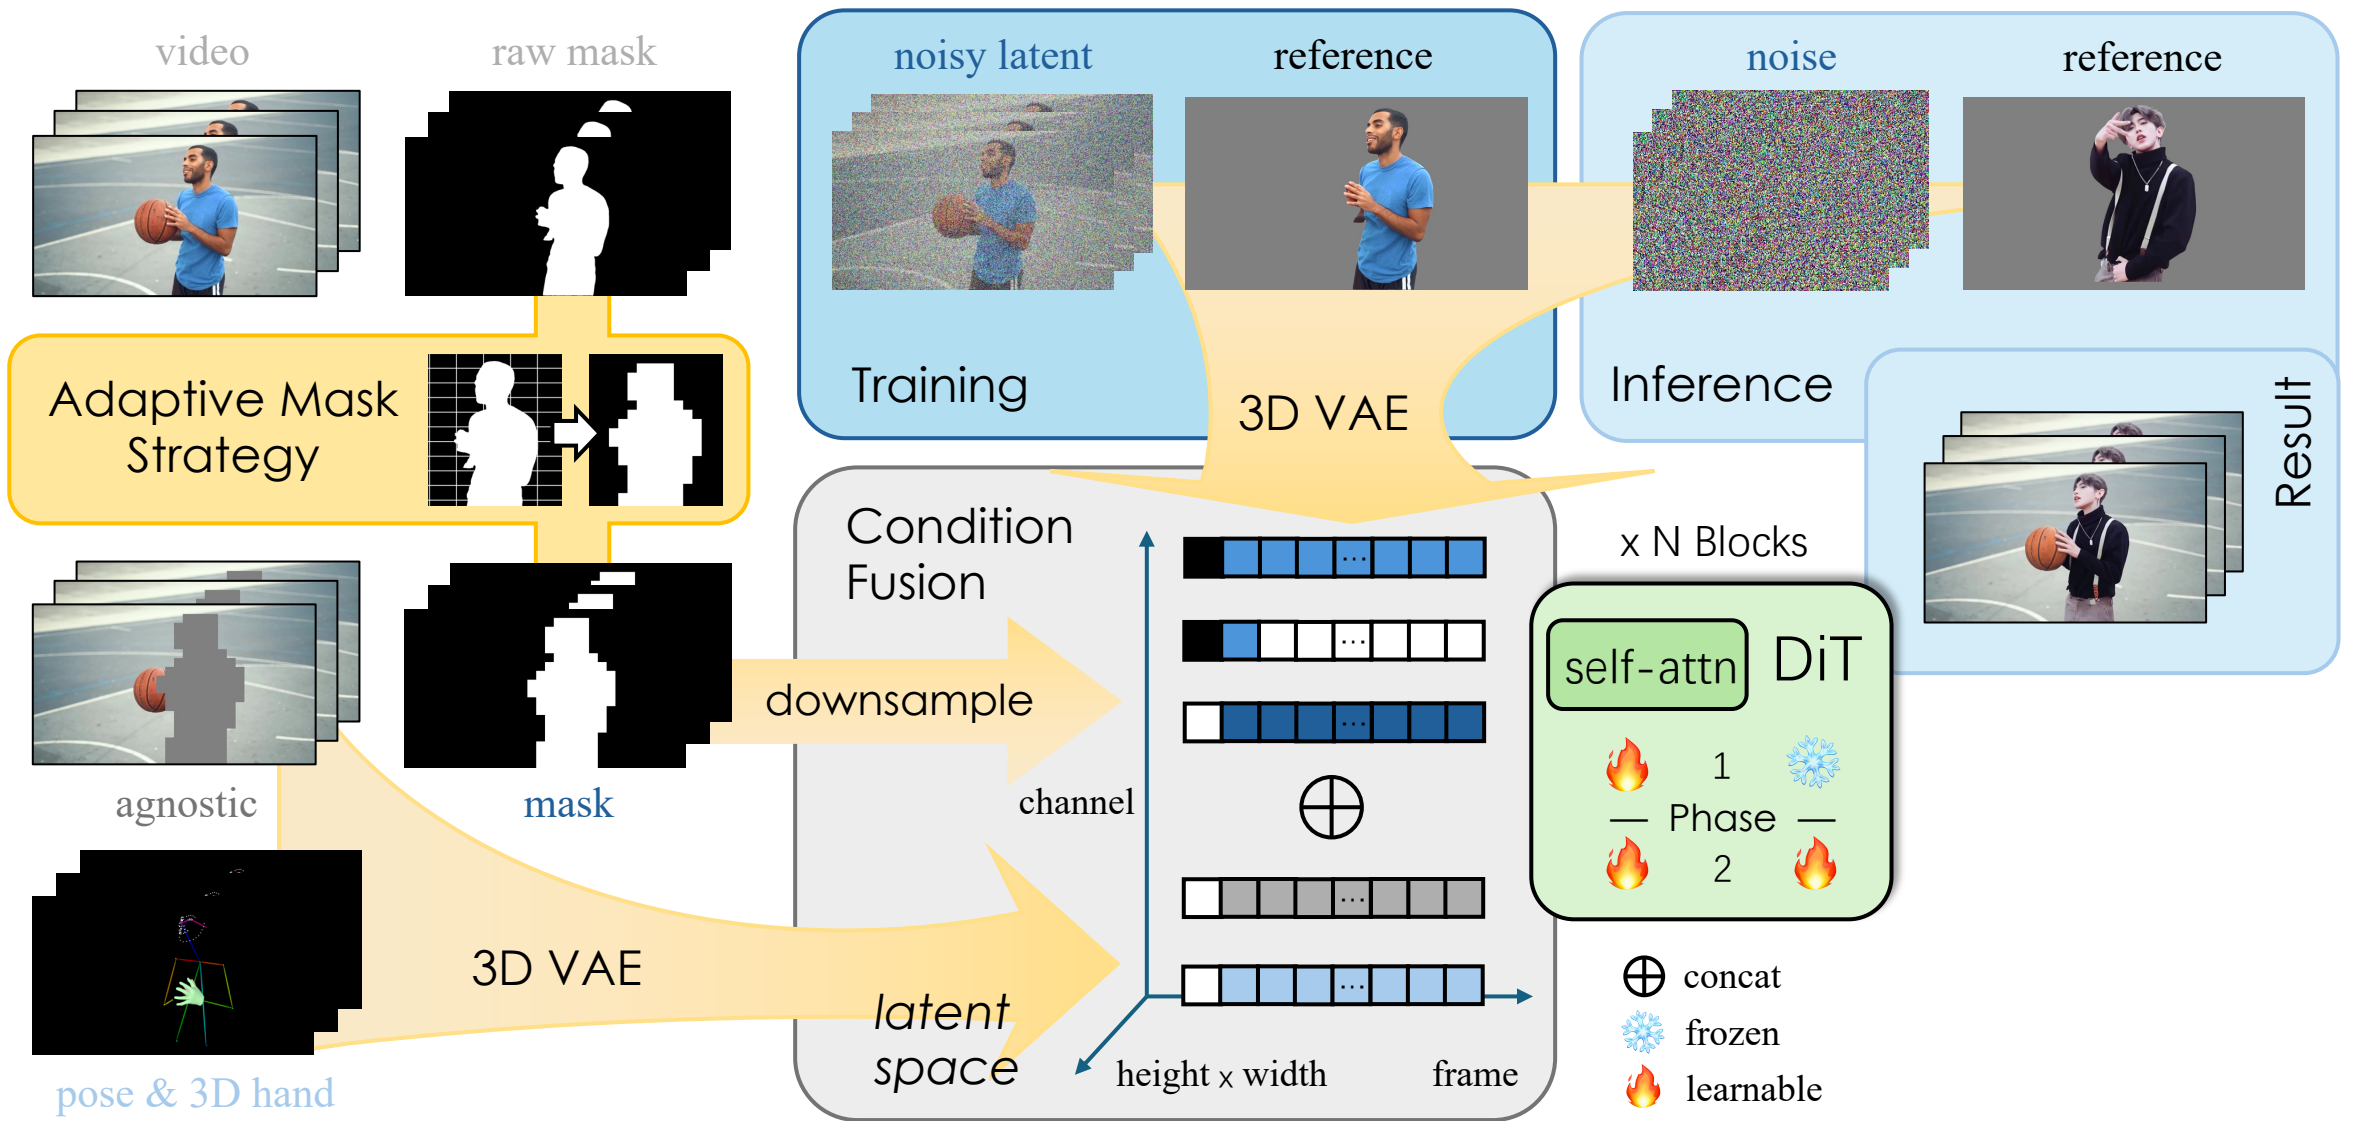 video
raw mask
noisy latent
reference
noise
reference
Adaptive Mask
Strategy
Training
3D VAE
Inference
Result
Condition
Fusion
x N Blocks
downsample
self-attn
DiT
channel
1
Phase
2
agnostic
mask
3D VAE
latent
space
height x width
frame
pose & 3D hand
concat
frozen
learnable